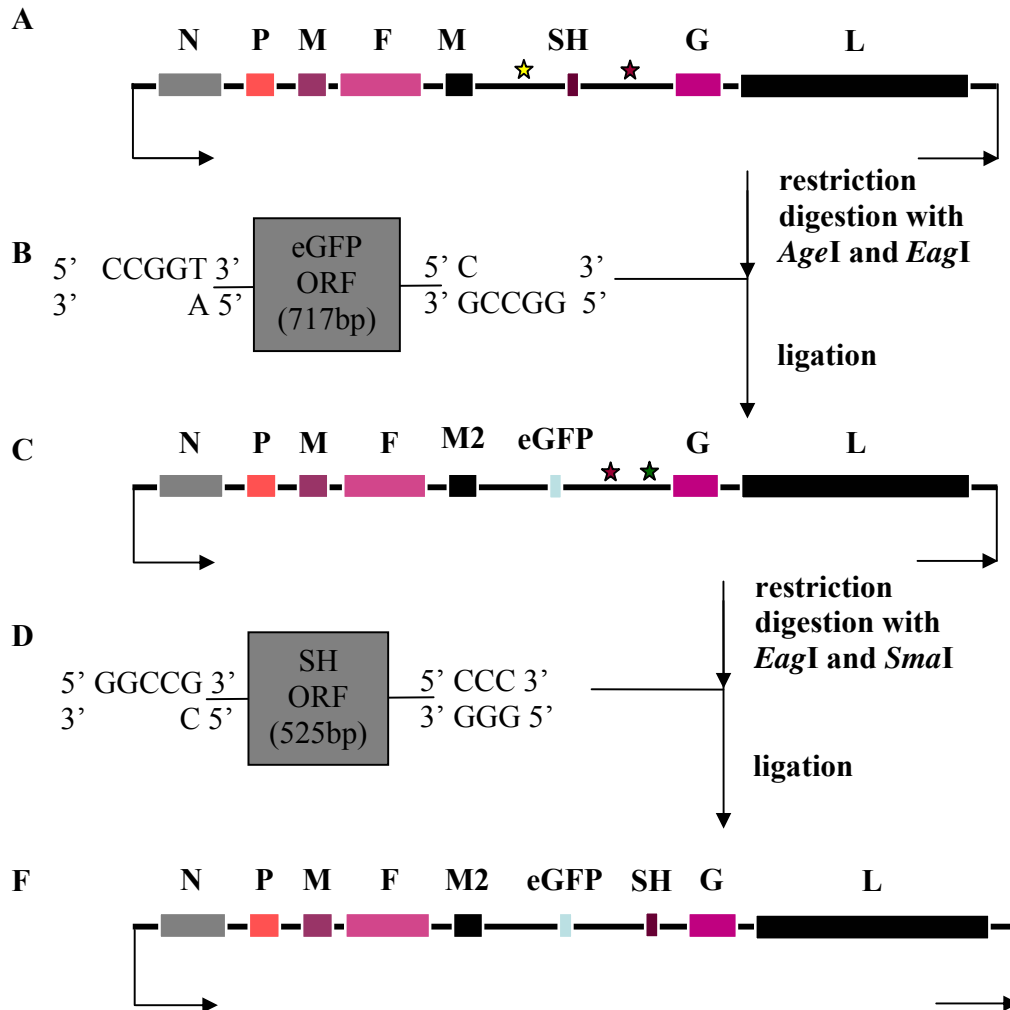 A
N P M F M SH G L
restriction
digestion with
AgeI and EagI
B
5’ CCGGT 3’
3’ A 5’
eGFP
ORF
(717bp)
5’ C 3’
3’ GCCGG 5’
ligation
C
N P M F M2 eGFP G L
restriction
digestion with
EagI and SmaI
D
5’ GGCCG 3’
3’ C 5’
SH
ORF
(525bp)
5’ CCC 3’
3’ GGG 5’
ligation
F
N P M F M2 eGFP SH G L